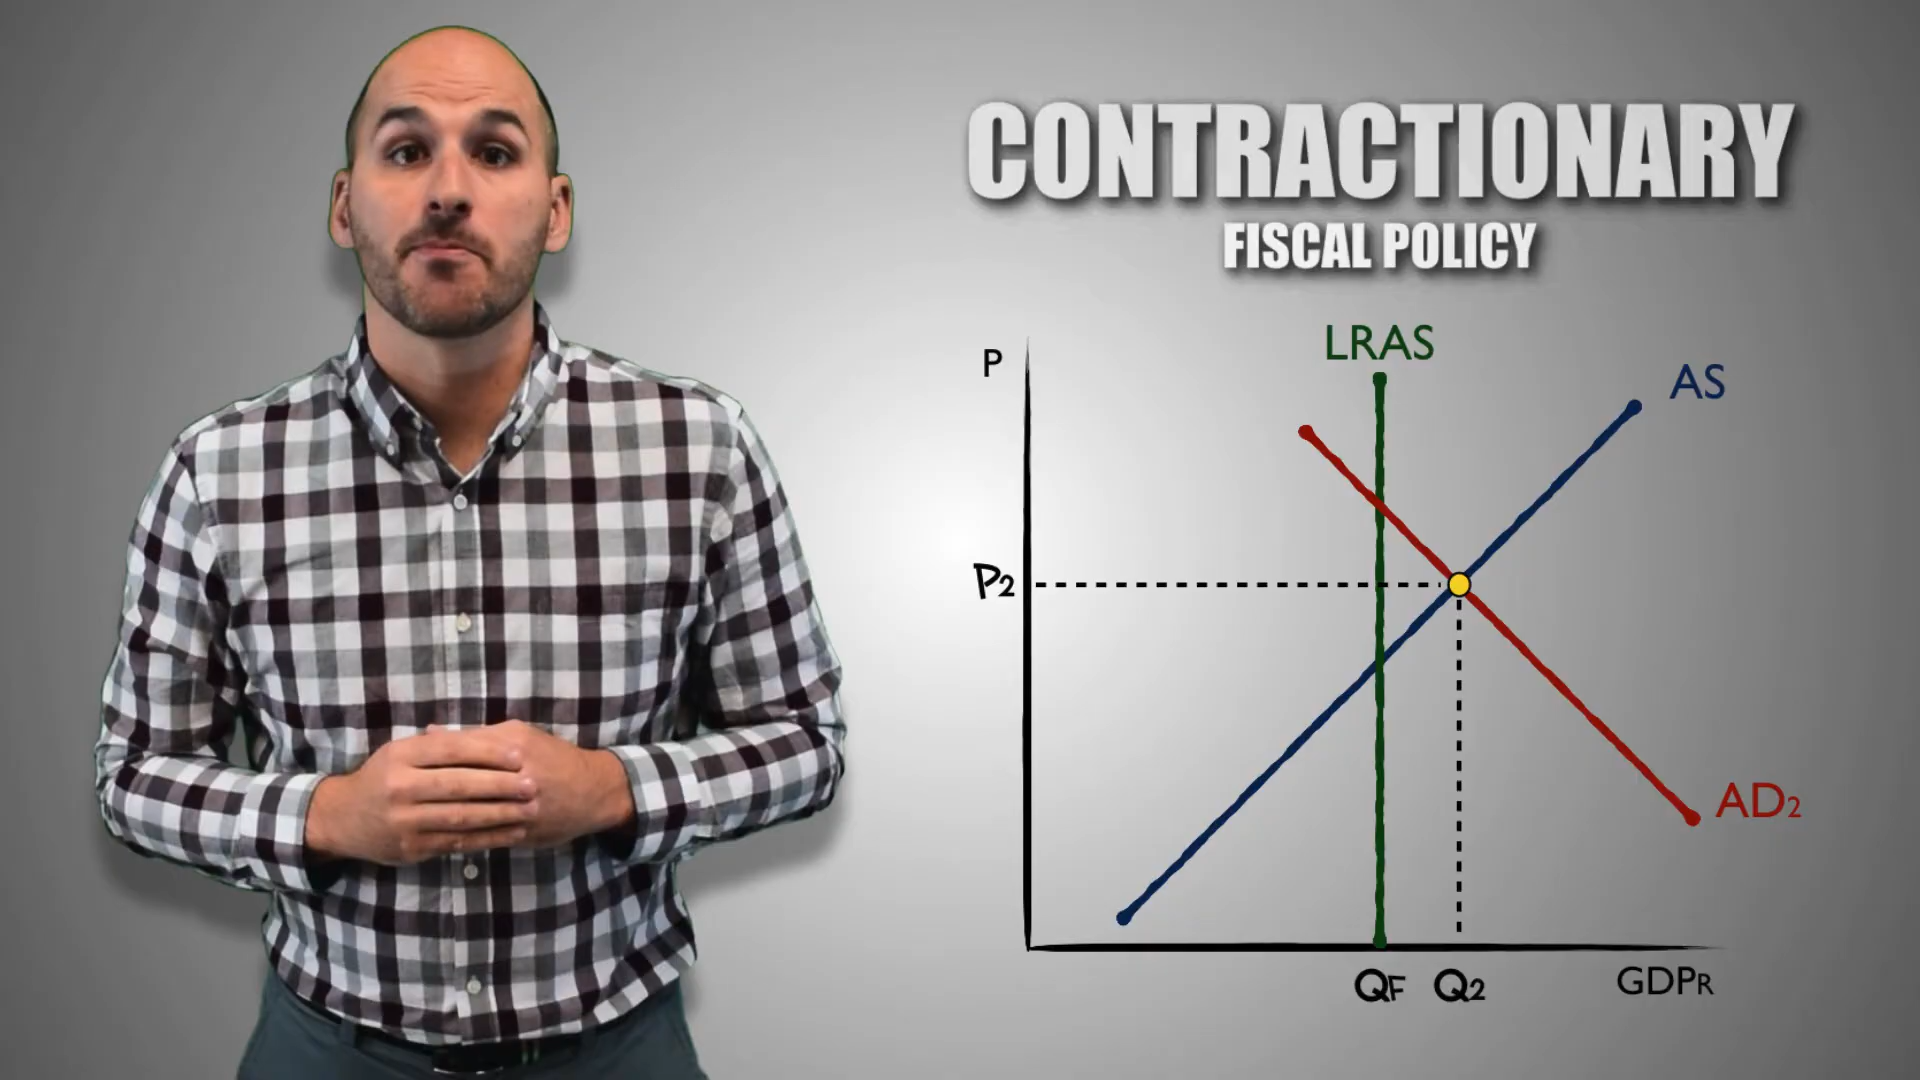 CONTRACTIONARY
FISCAL POLICY
LRAS
P
AS
P2
AD2
QF Q2
GDPR